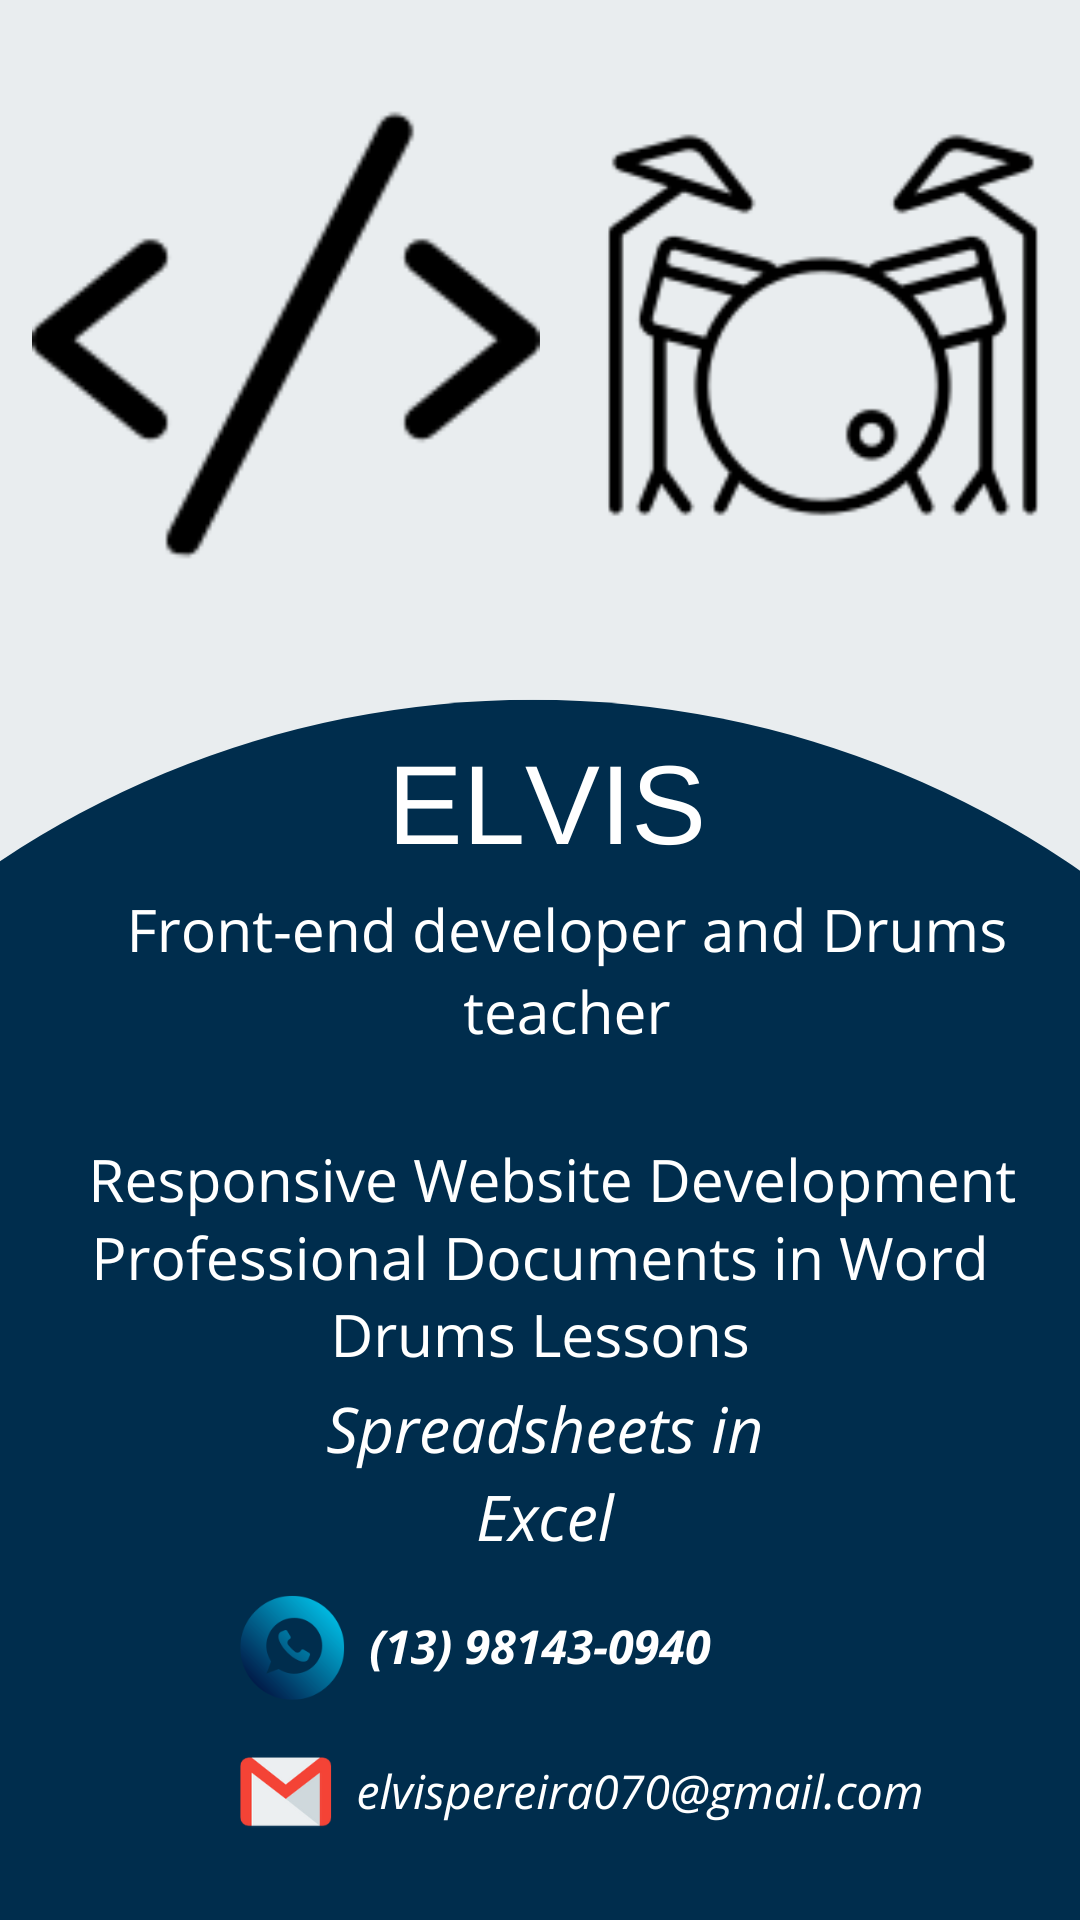 ELVIS
Front-end developer and Drums
teacher
Responsive Website Development
Professional Documents in Word
Drums Lessons
Spreadsheets in
Excel
(13) 98143-0940
elvispereira070@gmail.com